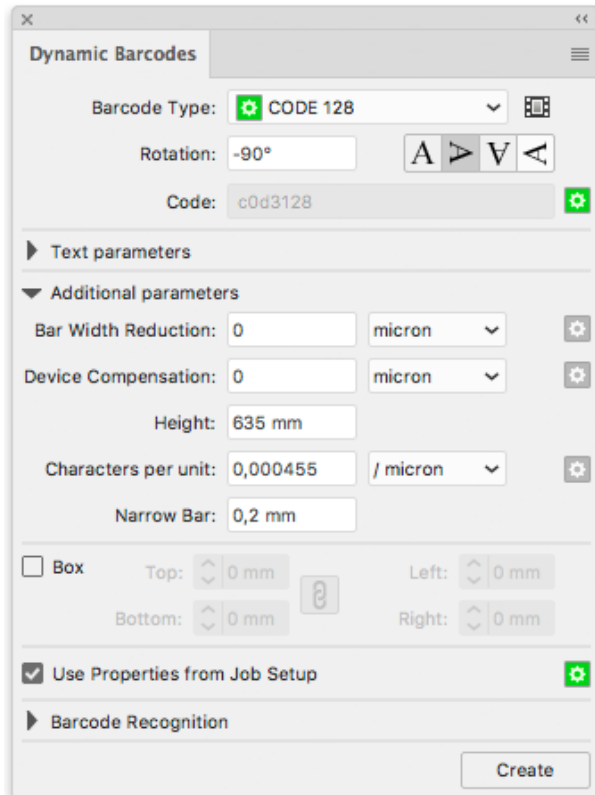 Dynamic Barcodes
Barcode Type: CODE 128
Rotation: -90° A A A A
Code: c0d3128
Text parameters
Additional parameters
Bar Width Reduction: 0 micron
Device Compensation: 0 micron
Height: 635 mm
Characters per unit: 0,000455 / micron
Narrow Bar: 0,2 mm
Box Top: 0 mm Left: 0 mm
Bottom: 0 mm Right: 0 mm
Use Properties from Job Setup
Barcode Recognition
Create